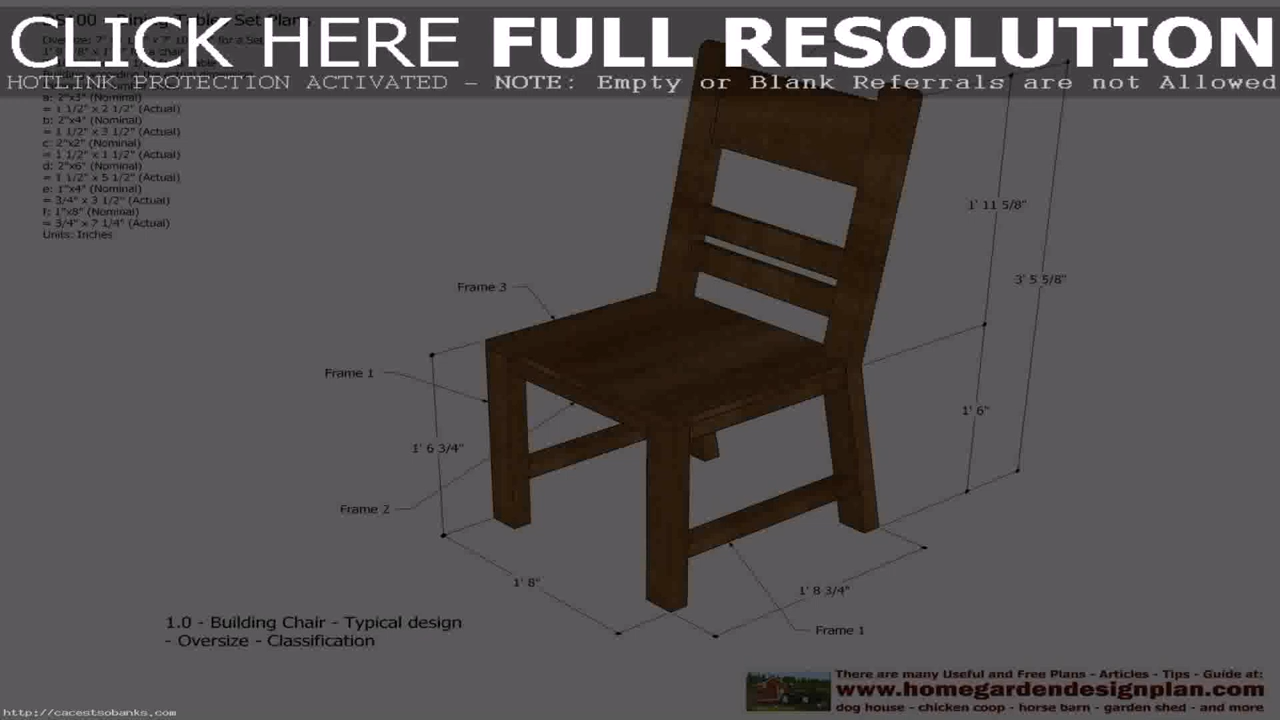 CLICK HERE FULL RESOLUTION
HOTLINK PROTECTION ACTIVATED – NOTE: Empty or Blank Referrals are not Allowed
a: 2"x3" (Nominal)
= 1 1/2" x 2 1/2" (Actual)
b: 2"x4" (Nominal)
= 1 1/2" x 3 1/2" (Actual)
c: 2"x2" (Nominal)
= 1 1/2" x 1 1/2" (Actual)
d: 2"x6" (Nominal)
= 1 1/2" x 5 1/2" (Actual)
e: 1"x4" (Nominal)
= 3/4" x 3 1/2" (Actual)
f: 1"x8" (Nominal)
= 3/4" x 7 1/4" (Actual)
Units: Inches
1' 11 5/8"
3' 5 5/8"
Frame 3
Frame 1
1' 6"
1' 6 3/4"
Frame 2
1' 8"
1' 8 3/4"
Frame 1
1.0 - Building Chair - Typical design
- Oversize - Classification
There are many Useful and Free Plans - Articles - Tips - Guide at:
www.homegardendesignplan.com
dog house - chicken coop - horse barn - garden shed - and more
http://cacestsobanks.com